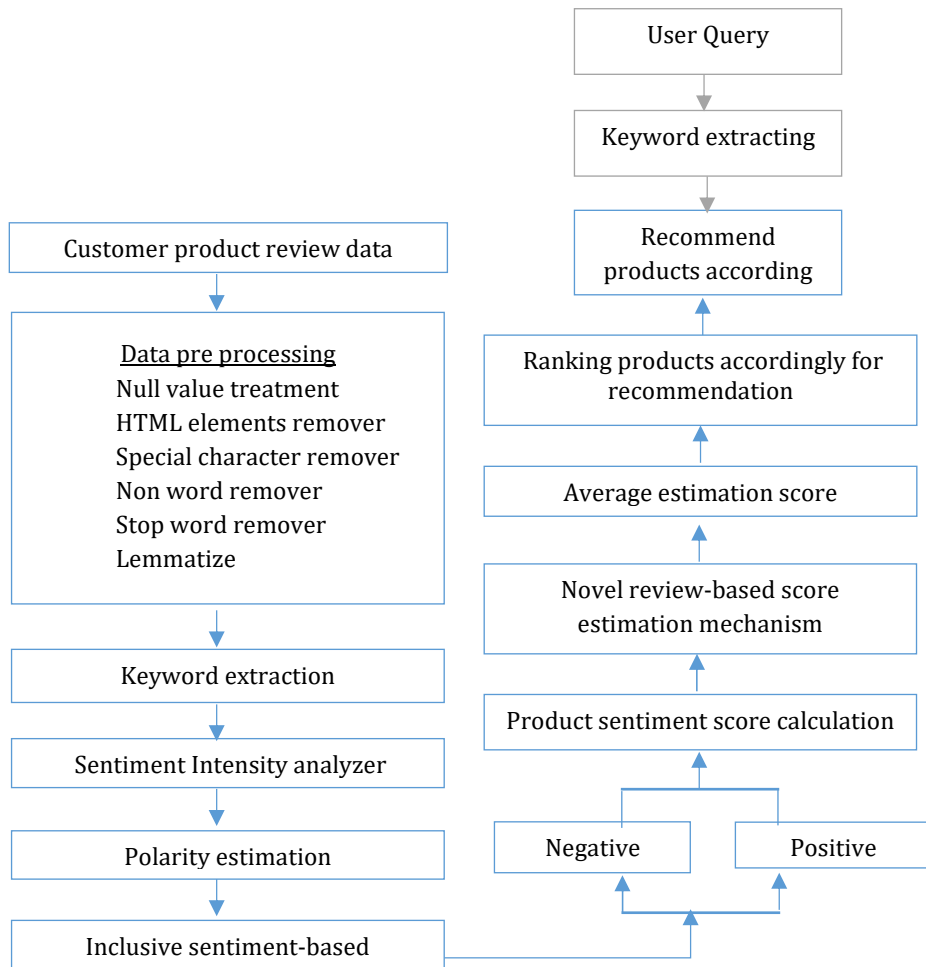 User Query
Keyword extracting
Recommend
products according
Customer product review data
Data pre processing
Null value treatment
HTML elements remover
Special character remover
Non word remover
Stop word remover
Lemmatize
Ranking products accordingly for
recommendation
Average estimation score
Novel review-based score
estimation mechanism
Keyword extraction
Product sentiment score calculation
Sentiment Intensity analyzer
Polarity estimation
Negative
Positive
Inclusive sentiment-based